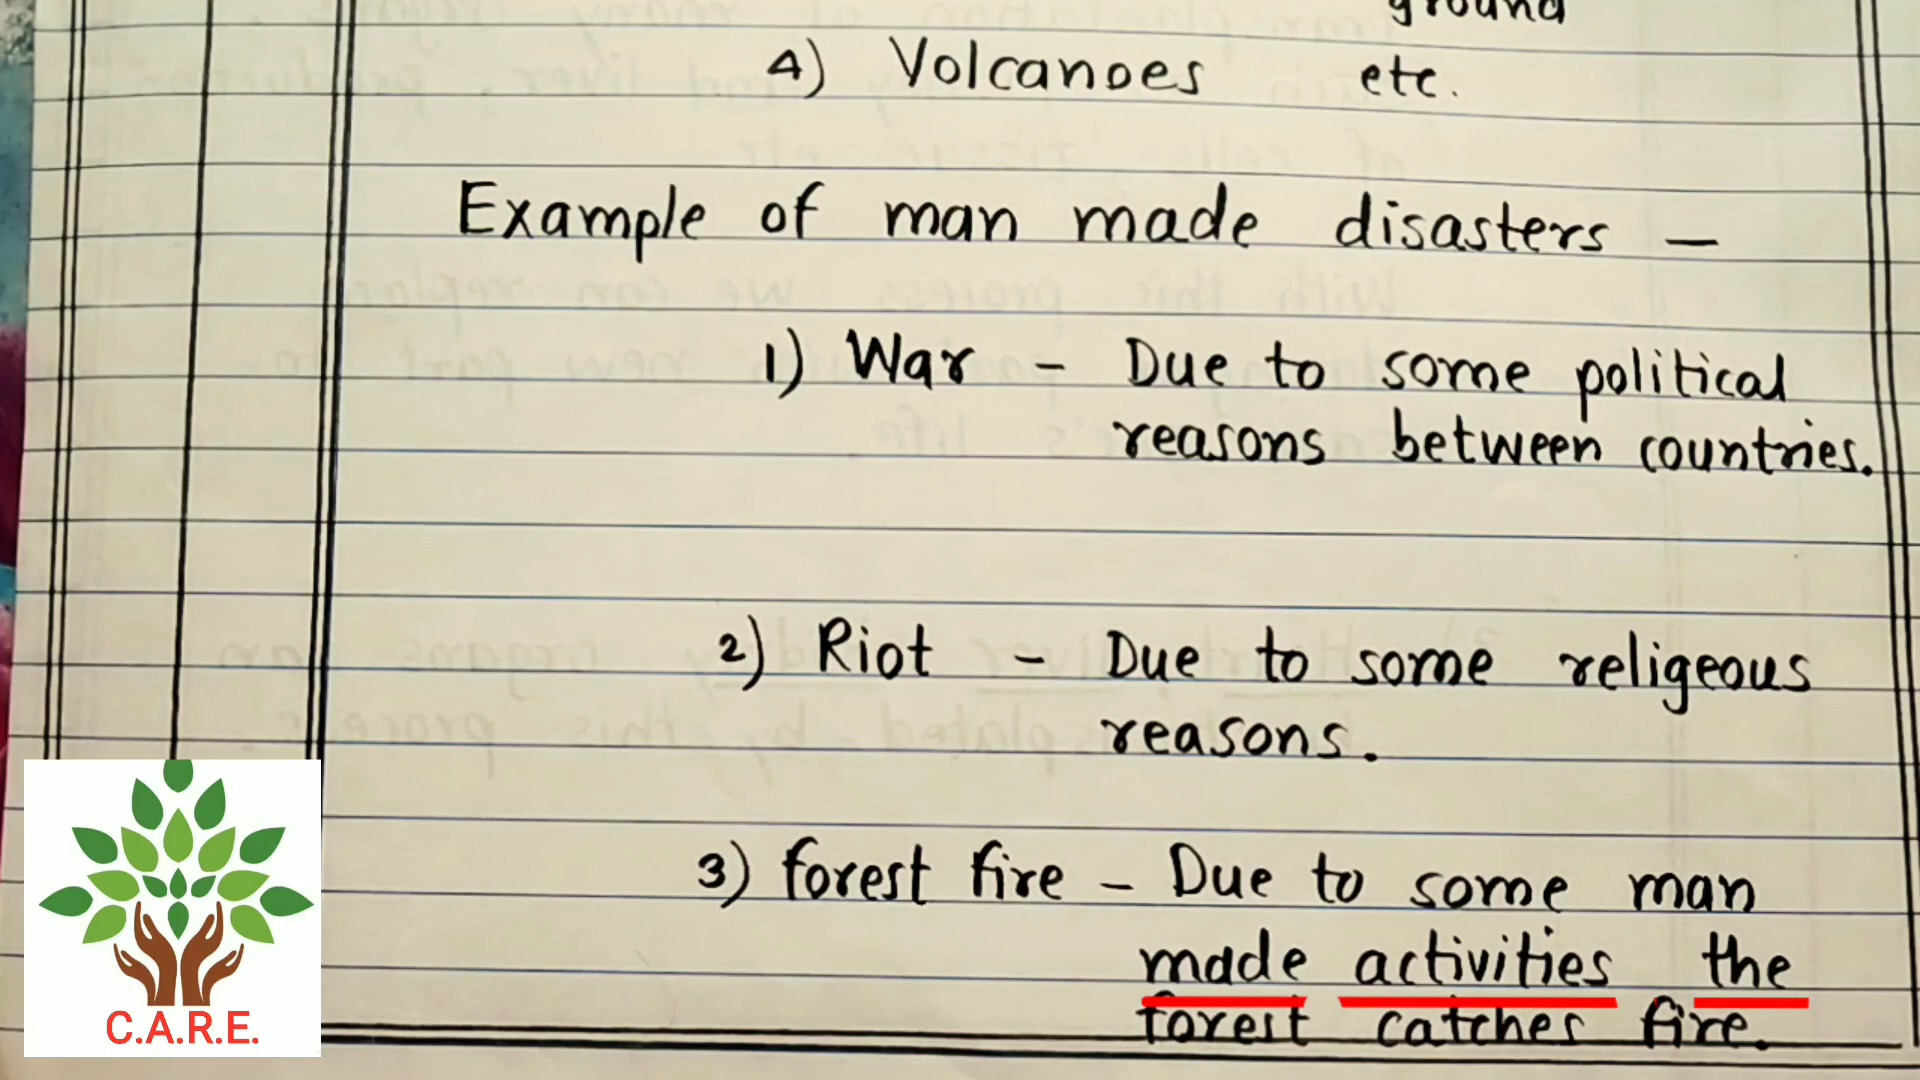 ground
4) Volcanoes etc.
Example of man made disasters –
1) War – Due to some political
reasons between countries.
2) Riot – Due to some religeous
reasons.
3) forest fire – Due to some man
made activities the
forest catches fire.
C.A.R.E.